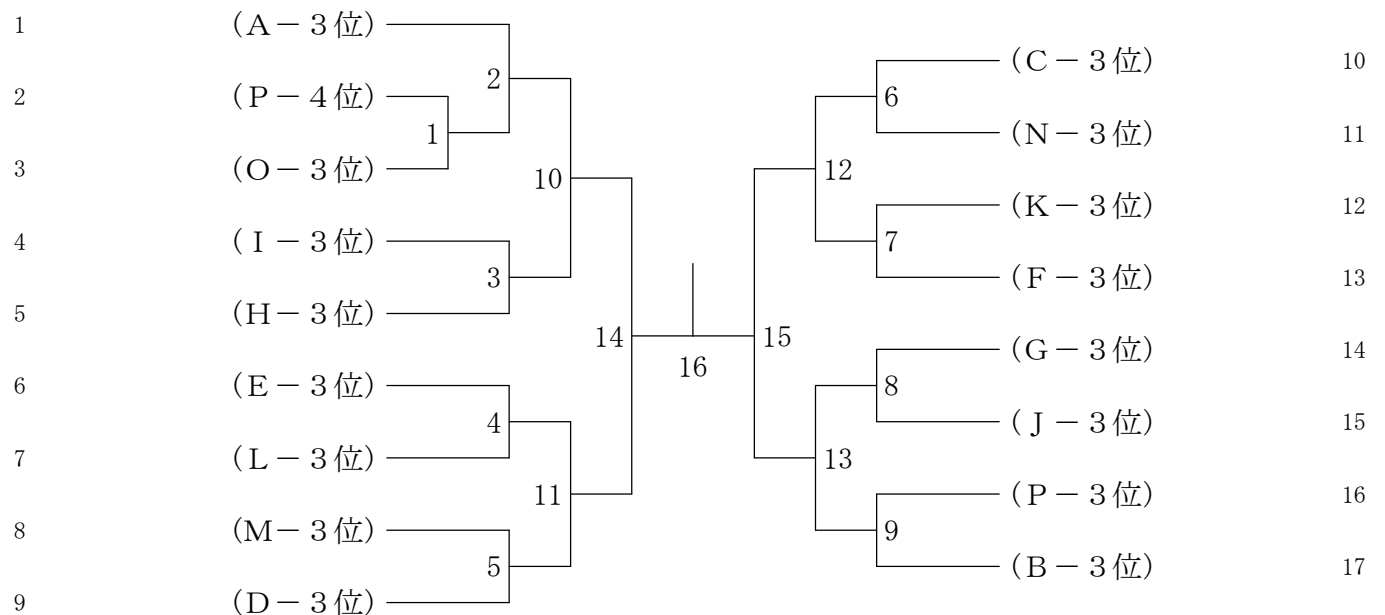 1 (A－３位)
2 (P－４位)
3 (O－３位)
4 (I－３位)
5 (H－３位)
6 (E－３位)
7 (L－３位)
8 (M－３位)
9 (D－３位)
2
1
10
3
14
4
11
5
16
15
12
6
7
13
8
9
(C－３位) 10
(N－３位) 11
(K－３位) 12
(F－３位) 13
(G－３位) 14
(J－３位) 15
(P－３位) 16
(B－３位) 17